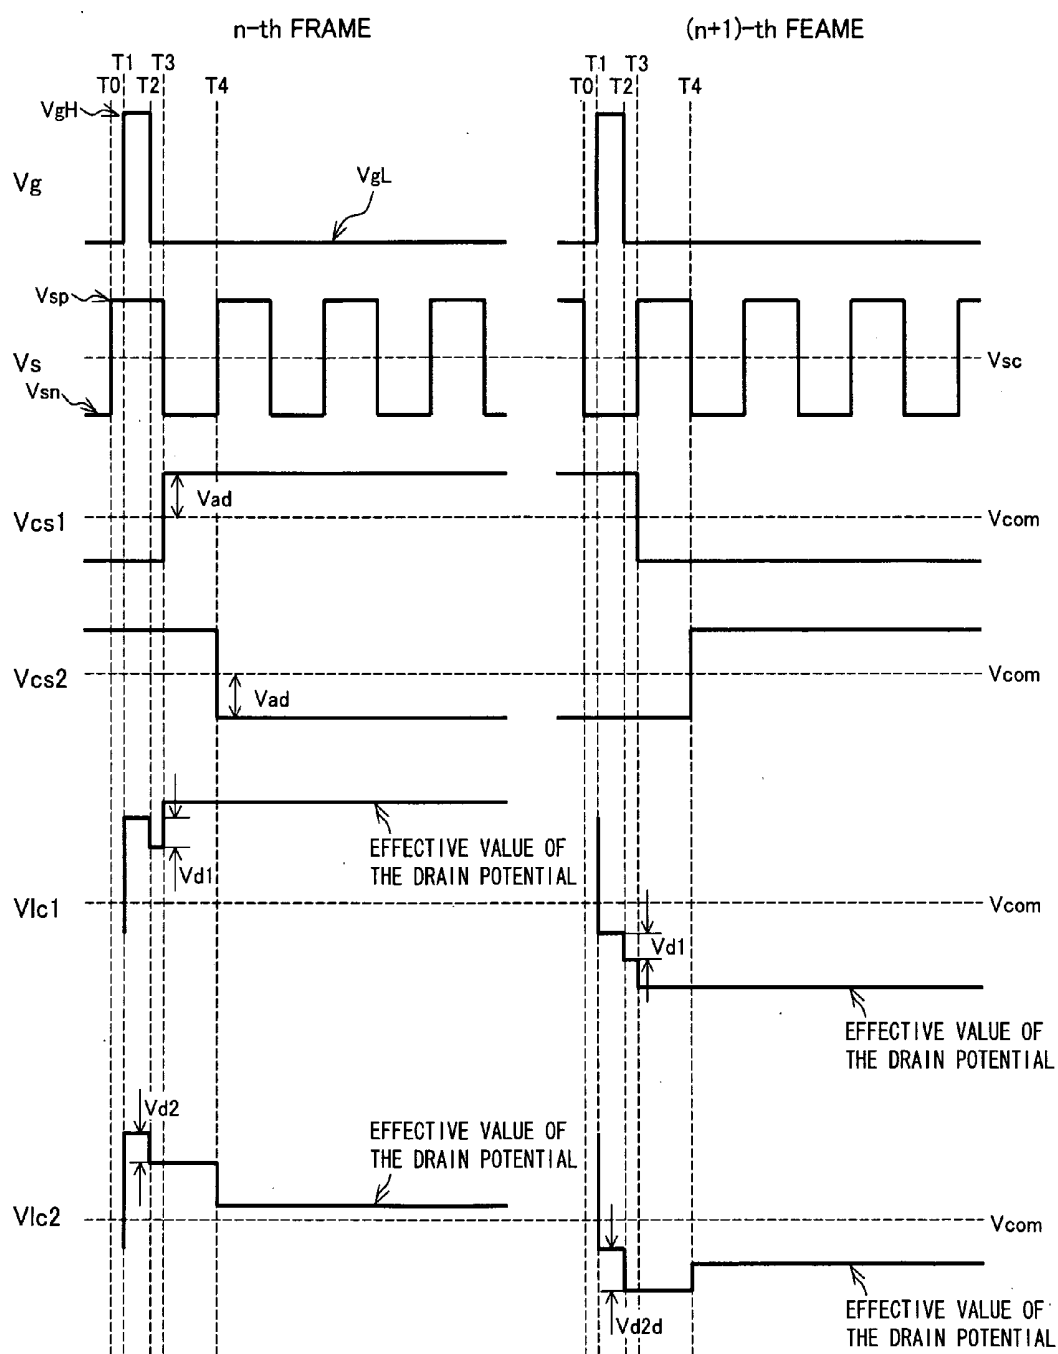 n-th FRAME
(n+1)-th FEAME
T1 T3
T0 T2 T4
T1 T3
T0 T2 T4
VgH
Vg
VgL
Vsp
Vs
Vsc
Vsn
Vad
Vcs1
Vcom
Vcs2
Vcom
Vad
EFFECTIVE VALUE OF
THE DRAIN POTENTIAL
Vd1
Vlc1
Vcom
Vd1
EFFECTIVE VALUE OF
THE DRAIN POTENTIAL
Vd2
EFFECTIVE VALUE OF
THE DRAIN POTENTIAL
Vlc2
Vcom
EFFECTIVE VALUE OF
THE DRAIN POTENTIAL
Vd2d